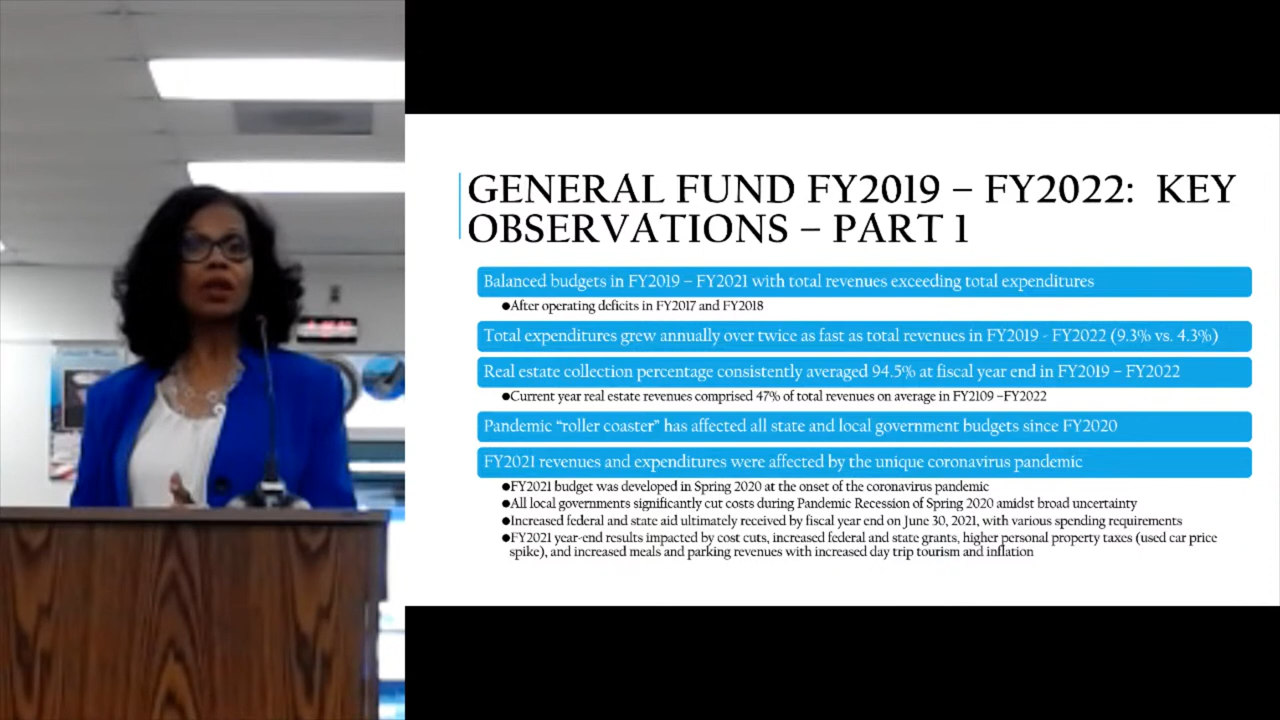 GENERAL FUND FY2019 – FY2022:  KEY
OBSERVATIONS – PART 1
Balanced budgets in FY2019 – FY2021 with total revenues exceeding total expenditures
●After operating deficits in FY2017 and FY2018
Total expenditures grew annually over twice as fast as total revenues in FY2019 - FY2022 (9.3% vs. 4.3%)
Real estate collection percentage consistently averaged 94.5% at fiscal year end in FY2019 – FY2022
●Current year real estate revenues comprised 47% of total revenues on average in FY2109 –FY2022
Pandemic “roller coaster” has affected all state and local government budgets since FY2020
FY2021 revenues and expenditures were affected by the unique coronavirus pandemic
●FY2021 budget was developed in Spring 2020 at the onset of the coronavirus pandemic
●All local governments significantly cut costs during Pandemic Recession of Spring 2020 amidst broad uncertainty
●Increased federal and state aid ultimately received by fiscal year end on June 30, 2021, with various spending requirements
●FY2021 year-end results impacted by cost cuts, increased federal and state grants, higher personal property taxes (used car price
spike), and increased meals and parking revenues with increased day trip tourism and inflation